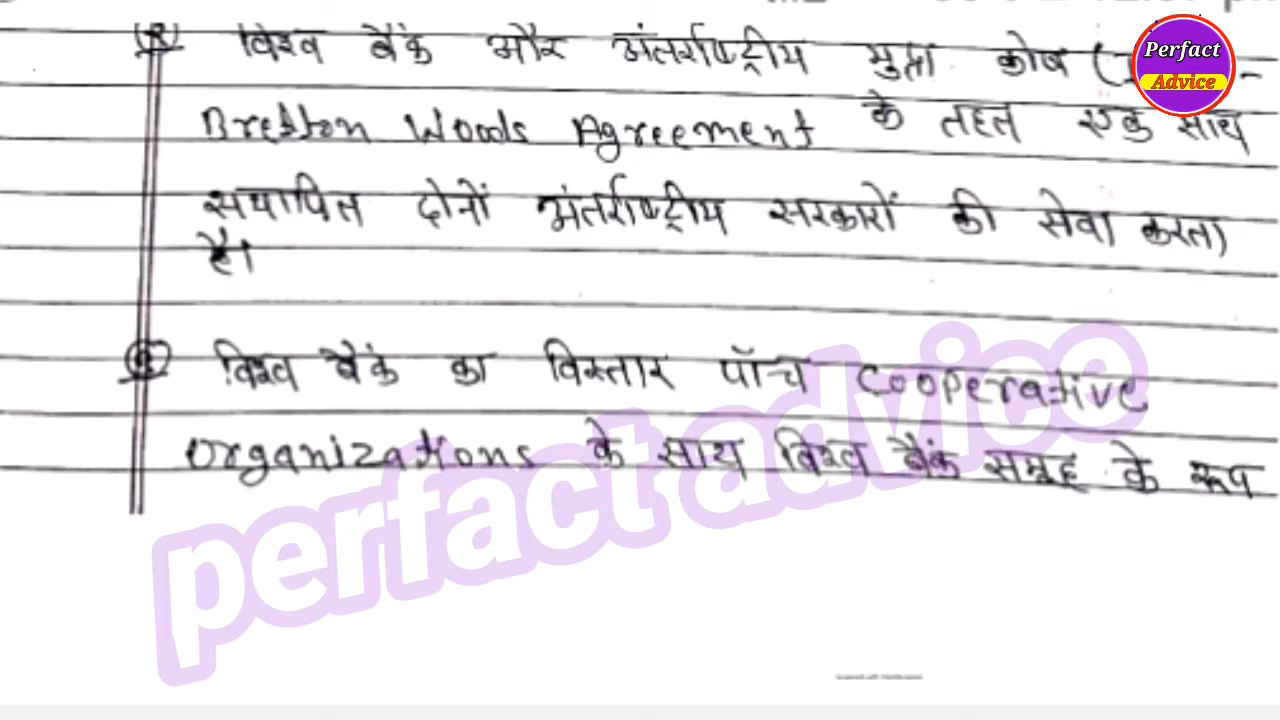 विश्व बैंक और अंतर्राष्ट्रीय मुद्रा कोष (
Bretton Woods Agreement के तहत एक साथ
स्थापित दोनों अंतर्राष्ट्रीय सरकारों की सेवा करता
है।
विश्व बैंक का विस्तार पाँच cooperative
organizations के साथ विश्व बैंक समूह के रूप
Perfact
Advice
perfact advice